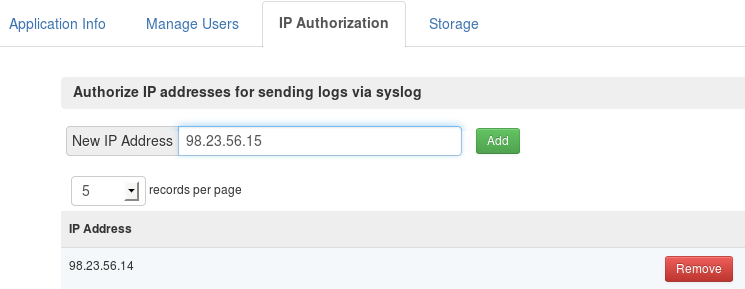 Application Info Manage Users IP Authorization Storage
Authorize IP addresses for sending logs via syslog
New IP Address 98.23.56.15 Add
5 records per page
IP Address
98.23.56.14 Remove